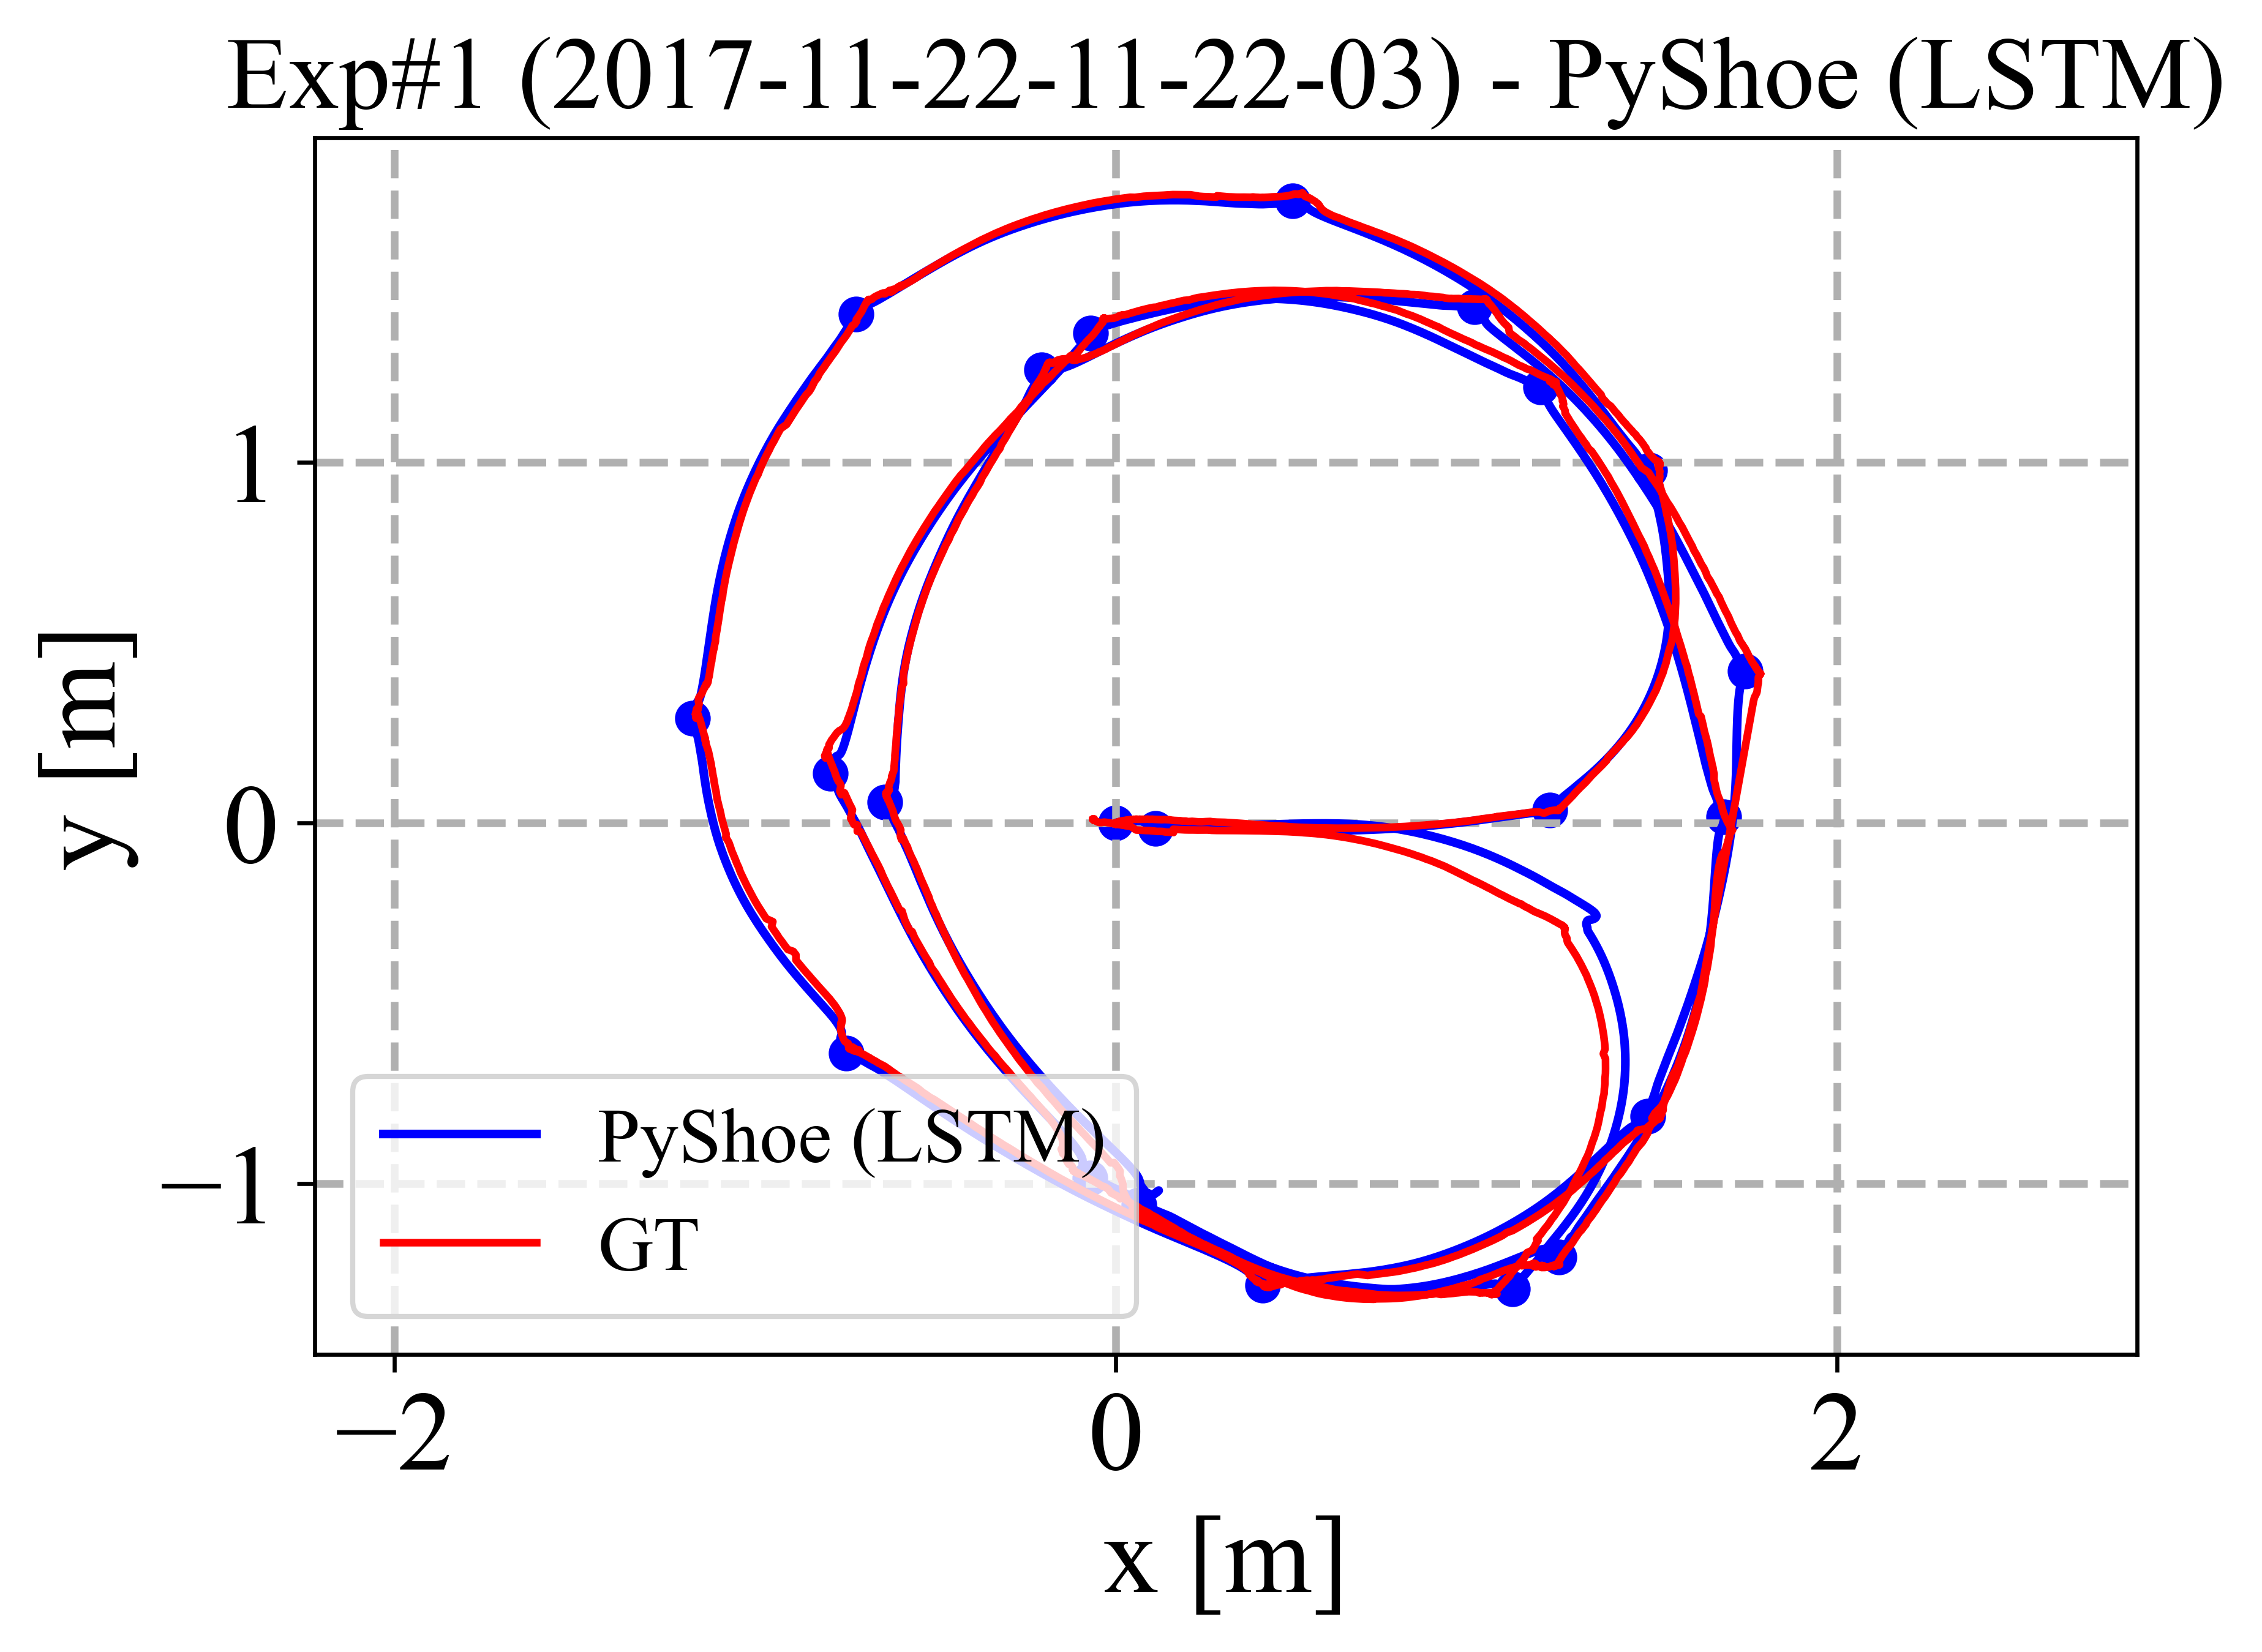 Exp#1 (2017-11-22-11-22-03) - PyShoe (LSTM)
y [m]
1
0
−1
PyShoe (LSTM)
GT
−2 0 2
x [m]